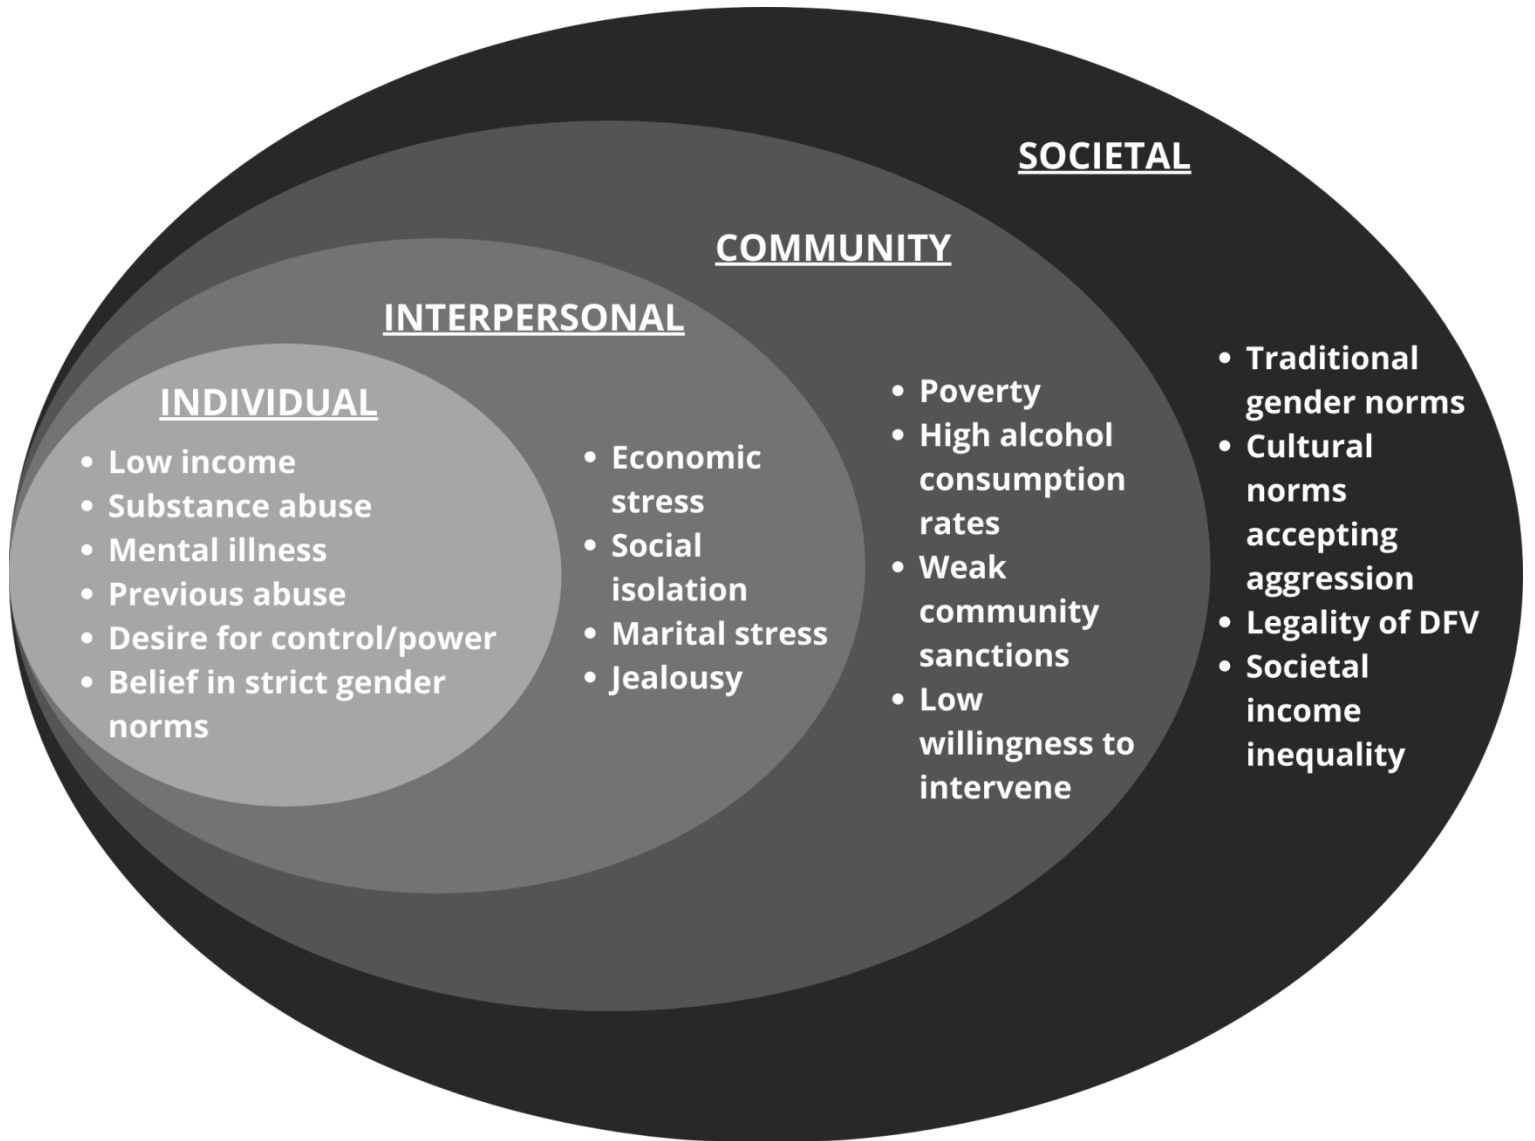 SOCIETAL
COMMUNITY
INTERPERSONAL
INDIVIDUAL
• Low income
• Substance abuse
• Mental illness
• Previous abuse
• Desire for control/power
• Belief in strict gender
norms
• Economic
stress
• Social
isolation
• Marital stress
• Jealousy
• Poverty
• High alcohol
consumption
rates
• Weak
community
sanctions
• Low
willingness to
intervene
• Traditional
gender norms
• Cultural
norms
accepting
aggression
• Legality of DFV
• Societal
income
inequality